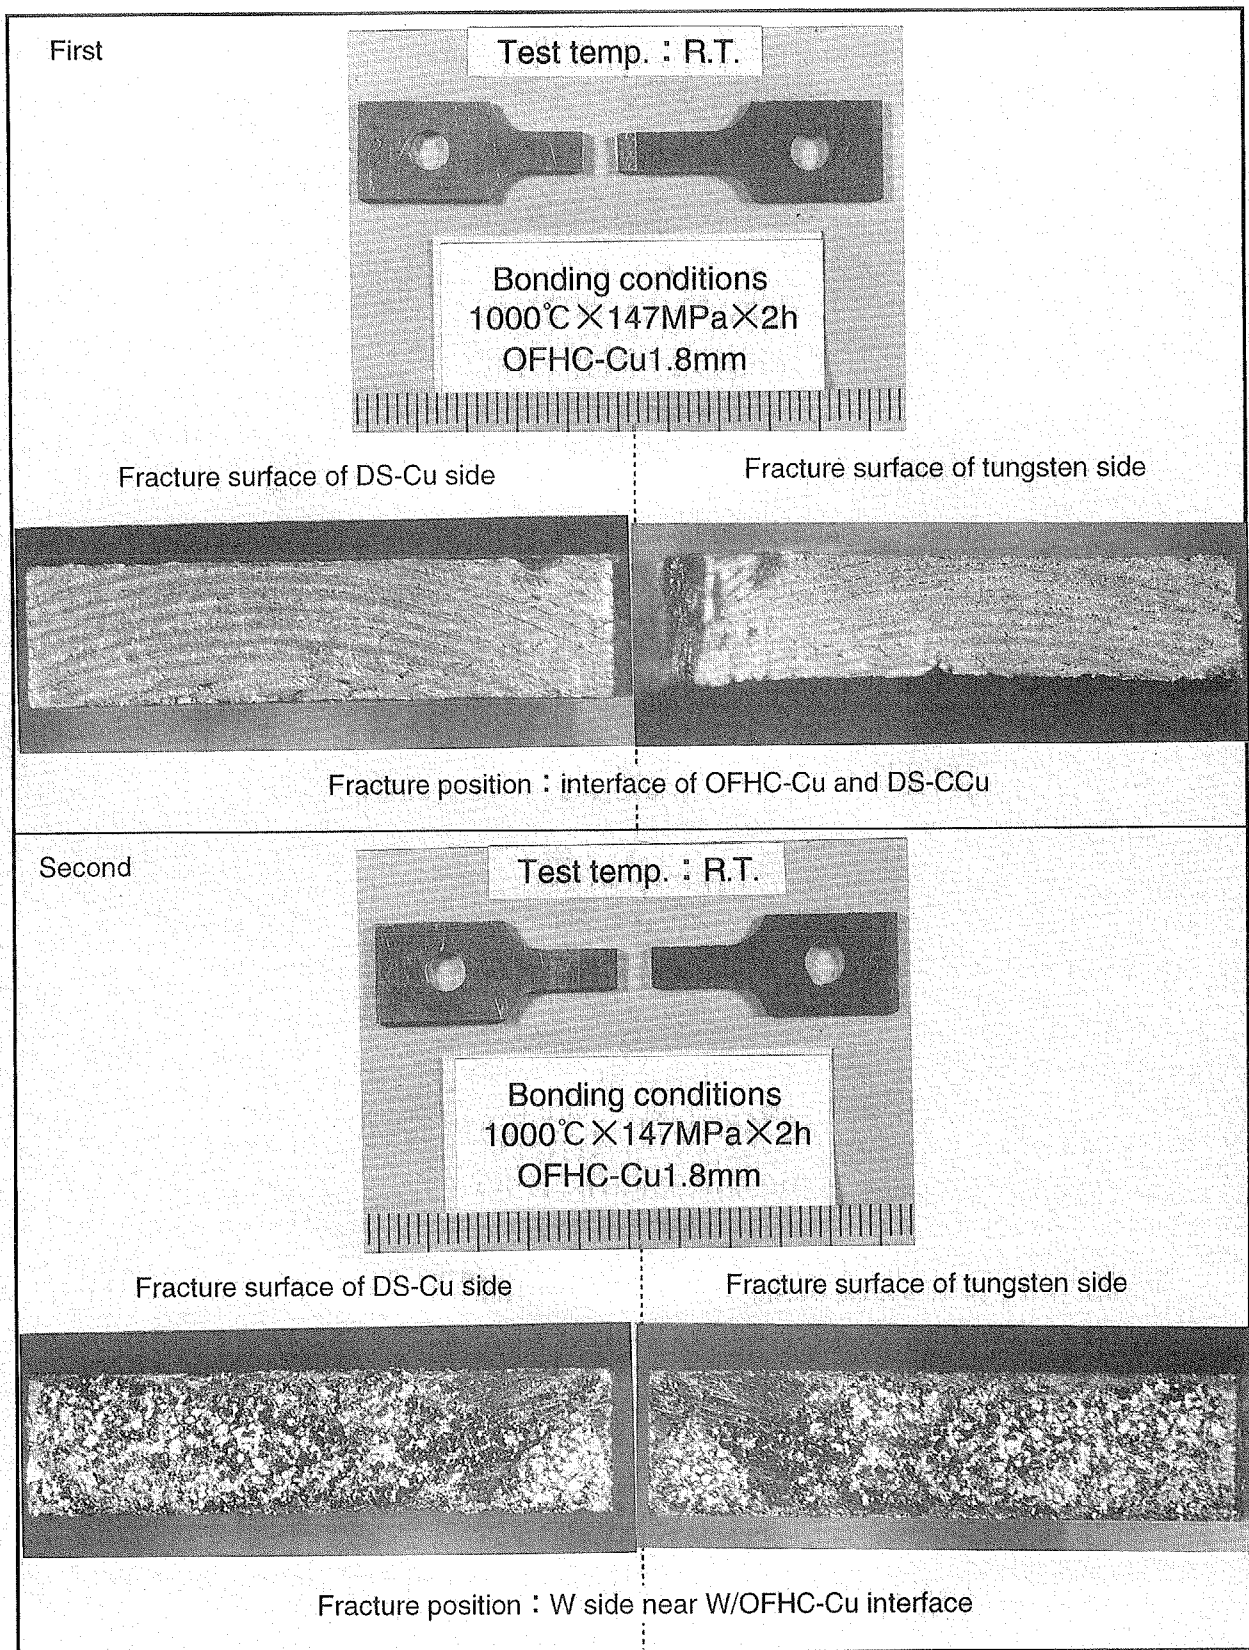 First
Test temp. : R.T.
Bonding conditions
1000℃×147MPa×2h
OFHC-Cu1.8mm
Fracture surface of DS-Cu side
Fracture surface of tungsten side
Fracture position : interface of OFHC-Cu and DS-CCu
Second
Test temp. : R.T.
Bonding conditions
1000℃×147MPa×2h
OFHC-Cu1.8mm
Fracture surface of DS-Cu side
Fracture surface of tungsten side
Fracture position : W side near W/OFHC-Cu interface